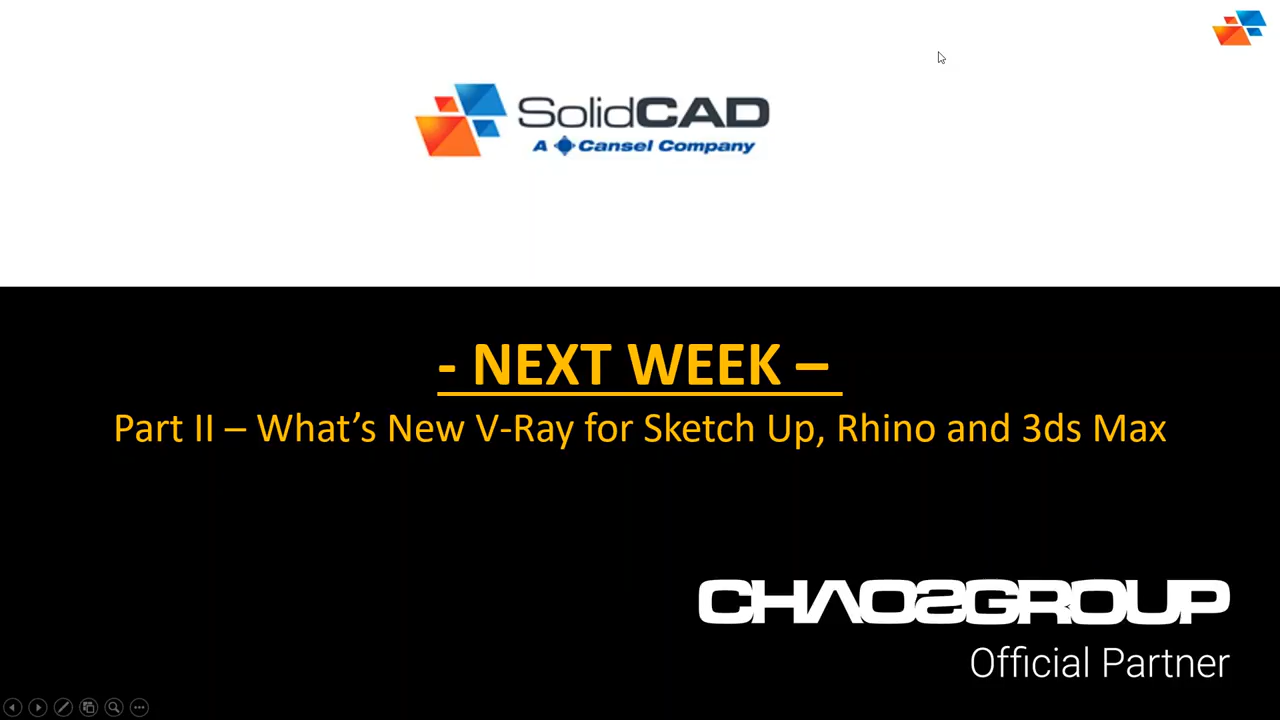 SolidCAD
A Cansel Company
- NEXT WEEK –
Part II – What’s New V-Ray for Sketch Up, Rhino and 3ds Max
CHAOSGROUP
Official Partner